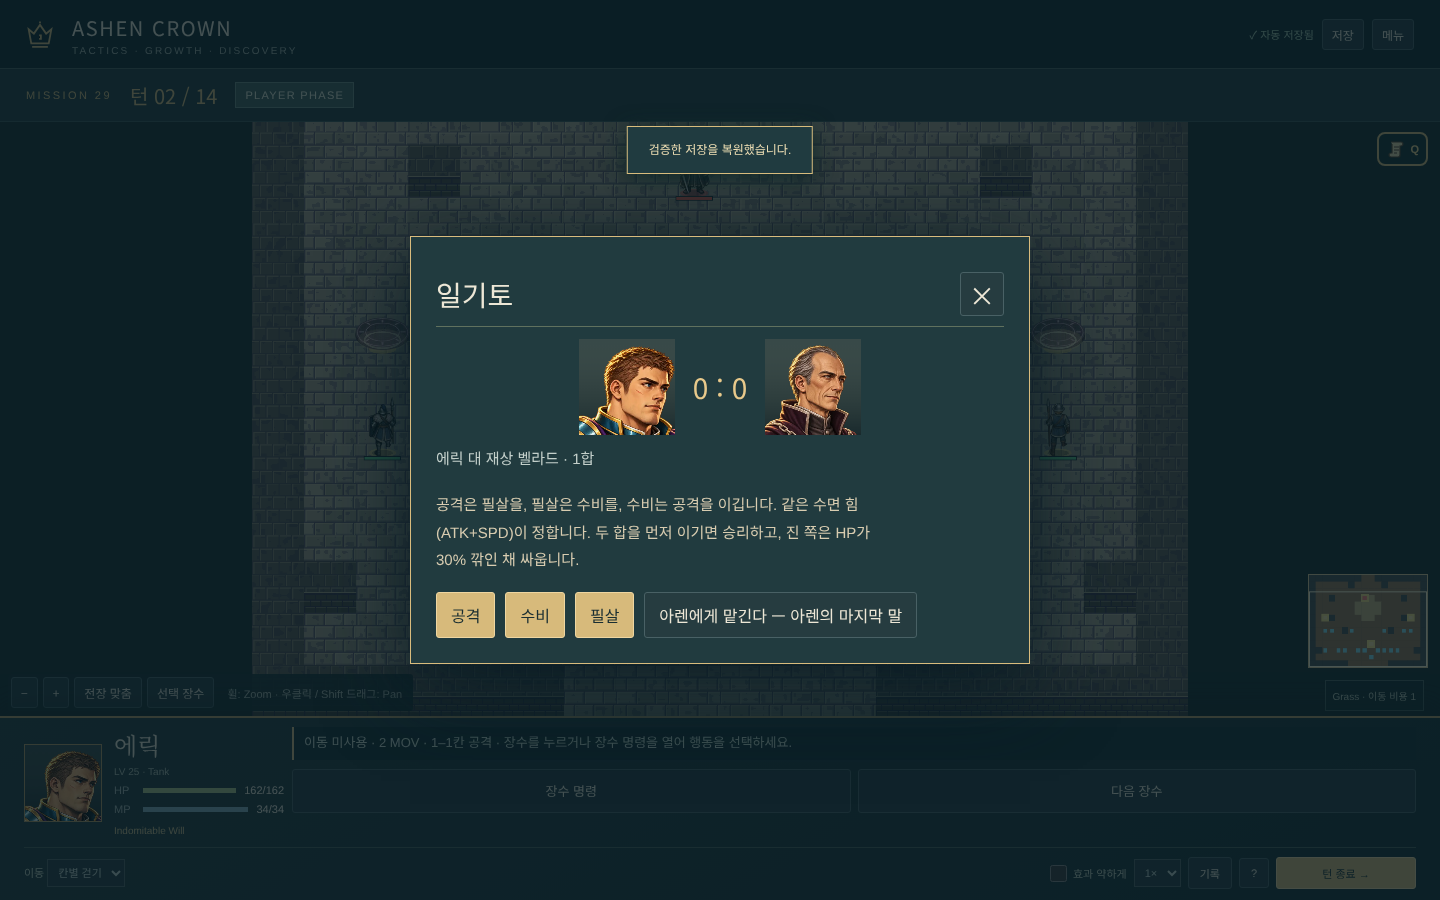 ASHEN CROWN
TACTICS · GROWTH · DISCOVERY
✓ 자동 저장됨
저장
메뉴
MISSION 29
턴 02 / 14
PLAYER PHASE
검증한 저장을 복원했습니다.
Q
일기토
0 : 0
에릭 대 재상 벨라드 · 1합
공격은 필살을, 필살은 수비를, 수비는 공격을 이깁니다. 같은 수면 힘
(ATK+SPD)이 정합니다. 두 합을 먼저 이기면 승리하고, 진 쪽은 HP가
30% 깎인 채 싸웁니다.
공격
수비
필살
아렌에게 맡긴다 — 아렌의 마지막 말
−
+
전장 맞춤
선택 장수
휠: Zoom · 우클릭 / Shift 드래그: Pan
Grass · 이동 비용 1
에릭
LV 25 · Tank
HP 162/162
MP 34/34
Indomitable Will
이동 미사용 · 2 MOV · 1–1칸 공격 · 장수를 누르거나 장수 명령을 열어 행동을 선택하세요.
장수 명령
다음 장수
이동
칸별 걷기
효과 약하게
1×
기록
?
턴 종료 →